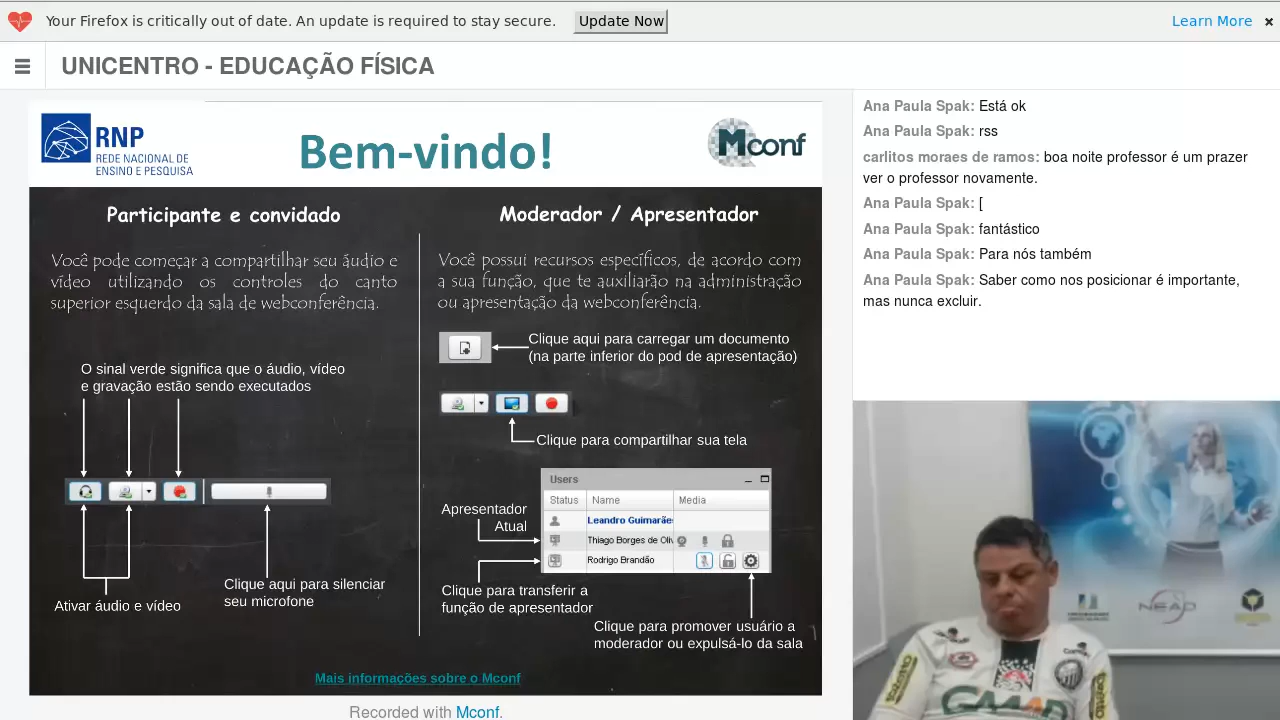 Your Firefox is critically out of date. An update is required to stay secure.
Update Now
Learn More
UNICENTRO - EDUCAÇÃO FÍSICA
RNP
REDE NACIONAL DE
ENSINO E PESQUISA
Bem-vindo!
Mconf
Participante e convidado
Você pode começar a compartilhar seu áudio e
vídeo utilizando os controles do canto
superior esquerdo da sala de webconferência.
O sinal verde significa que o áudio, vídeo
e gravação estão sendo executados
Ativar áudio e vídeo
Clique aqui para silenciar
seu microfone
Moderador / Apresentador
Você possui recursos específicos, de acordo com
a sua função, que te auxiliarão na administração
ou apresentação da webconferência.
Clique aqui para carregar um documento
(na parte inferior do pod de apresentação)
Clique para compartilhar sua tela
Users
Status Name Media
Leandro Guimarães
Thiago Borges de Oliv
Rodrigo Brandão
Apresentador
Atual
Clique para transferir a
função de apresentador
Clique para promover usuário a
moderador ou expulsá-lo da sala
Mais informações sobre o Mconf
Recorded with Mconf.
Ana Paula Spak: Está ok
Ana Paula Spak: rss
carlitos moraes de ramos: boa noite professor é um prazer
ver o professor novamente.
Ana Paula Spak: [
Ana Paula Spak: fantástico
Ana Paula Spak: Para nós também
Ana Paula Spak: Saber como nos posicionar é importante,
mas nunca excluir.
NEAD